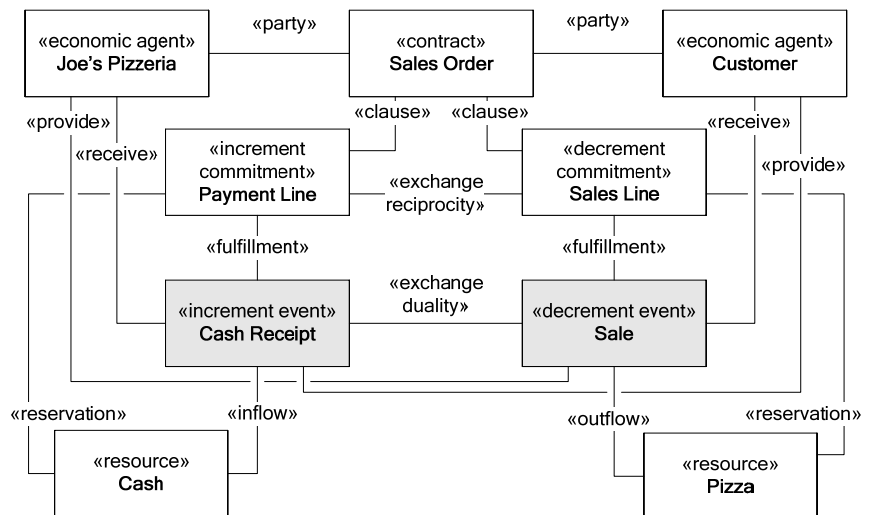 «party»
«party»
«economic agent»
Joe's Pizzeria
«contract»
Sales Order
«economic agent»
Customer
«provide»
«clause»
«clause»
«receive»
«receive»
«increment
commitment»
Payment Line
«decrement
commitment»
Sales Line
«provide»
«exchange
reciprocity»
«fulfillment»
«fulfillment»
«exchange
duality»
«increment event»
Cash Receipt
«decrement event»
Sale
«reservation»
«inflow»
«outflow»
«reservation»
«resource»
Cash
«resource»
Pizza